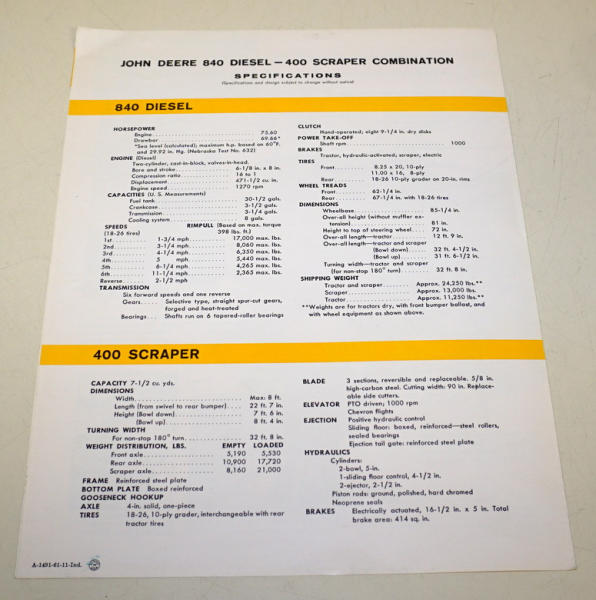 JOHN DEERE 840 DIESEL — 400 SCRAPER COMBINATION
SPECIFICATIONS
(Specifications and design subject to change without notice)
840 DIESEL
HORSEPOWER
Engine 75.60
Drawbar 69.66*
*Sea level (calculated); maximum h.p. based on 60°F.
and 29.92 in. Hg. (Nebraska Test No. 632)
ENGINE (Diesel)
Two-cylinder, cast-in-block, valves-in-head.
Bore and stroke 6-1/8 in. x 8 in.
Compression ratio 16 to 1
Displacement 471-1/2 cu. in.
Engine speed 1270 rpm
CAPACITIES (U. S. Measurements)
Fuel tank 30-1/2 gals.
Crankcase 3-1/2 gals.
Transmission 3-1/4 gals.
Cooling system 8 gals.
SPEEDS RIMPULL (Based on max. torque
(18-26 tires) 398 lbs. ft.)
1st 1-3/4 mph 17,000 max. lbs.
2nd 3-1/4 mph 8,060 max. lbs.
3rd 4-1/4 mph 6,350 max. lbs.
4th 5 mph 5,440 max. lbs.
5th 6-1/4 mph 4,265 max. lbs.
6th 11-1/4 mph 2,365 max. lbs.
Reverse 2-1/2 mph
TRANSMISSION
Six forward speeds and one reverse
Gears Selective type, straight spur-cut gears,
forged and heat-treated
Bearings Shafts run on 6 tapered-roller bearings
CLUTCH
Hand-operated; eight 9-1/4 in. dry disks
POWER TAKE-OFF
Shaft rpm 1000
BRAKES
Tractor, hydraulic-activated; scraper, electric
TIRES
Front 8.25 x 20, 10-ply
11.00 x 16, 8-ply
Rear 18-26 10-ply grader on 20-in. rims
WHEEL TREADS
Front 62-1/4 in.
Rear 67-1/4 in. with 18-26 tires
DIMENSIONS
Wheelbase 85-1/4 in.
Over-all height (without muffler ex-
tension) 81 in.
Height to top of steering wheel 72 in.
Over-all length—tractor 12 ft. 9 in.
Over-all length—tractor and scraper
(Bowl down) 32 ft. 4-1/2 in.
(Bowl up) 31 ft. 6-1/2 in.
Turning width—tractor and scraper
(for non-stop 180° turn) 32 ft. 8 in.
SHIPPING WEIGHT
Tractor and scraper Approx. 24,250 lbs.**
Scraper Approx. 13,000 lbs.
Tractor Approx. 11,250 lbs.**
**Weights are for tractors dry, with front bumper ballast, and
with wheel equipment as shown above.
400 SCRAPER
CAPACITY 7-1/2 cu. yds.
DIMENSIONS
Width Max: 8 ft.
Length (from swivel to rear bumper) 22 ft. 7 in.
Height (Bowl down) 7 ft. 6 in.
(Bowl up) 8 ft. 4 in.
TURNING WIDTH
For non-stop 180° turn 32 ft. 8 in.
WEIGHT DISTRIBUTION, LBS. EMPTY LOADED
Front axle 5,190 5,530
Rear axle 10,900 17,720
Scraper axle 8,160 21,000
FRAME Reinforced steel plate
BOTTOM PLATE Boxed reinforced
GOOSENECK HOOKUP
AXLE 4-in. solid, one-piece
TIRES 18-26, 10-ply grader, interchangeable with rear
tractor tires
BLADE 3 sections, reversible and replaceable. 5/8 in.
high-carbon steel. Cutting width: 90 in. Replace-
able side cutters.
ELEVATOR PTO driven; 1000 rpm
Chevron flights
EJECTION Positive hydraulic control
Sliding floor: boxed, reinforced—steel rollers,
sealed bearings
Ejection tail gate: reinforced steel plate
HYDRAULICS
Cylinders:
2-bowl, 5-in.
1-sliding floor control, 4-1/2 in.
2-ejector, 2-1/2 in.
Piston rods: ground, polished, hard chromed
Neoprene seals
BRAKES Electrically actuated, 16-1/2 in. x 5 in. Total
brake area: 414 sq. in.
A-1491-61-11-Ind.